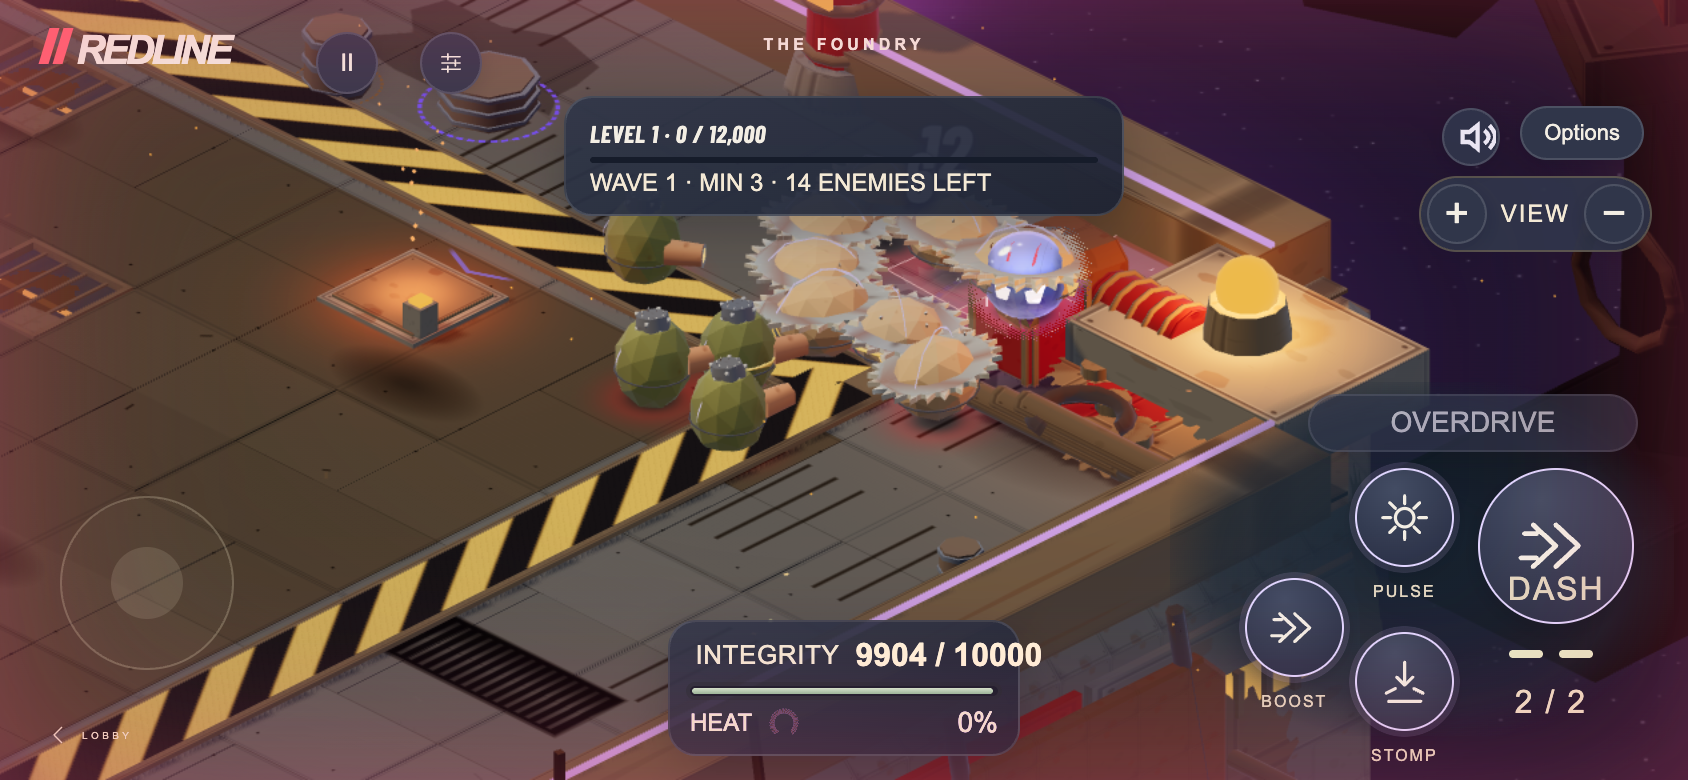 REDLINE
THE FOUNDRY
LEVEL 1 · 0 / 12,000
12
WAVE 1 · MIN 3 · 14 ENEMIES LEFT
Options
+ VIEW −
OVERDRIVE
PULSE
DASH
BOOST
2 / 2
STOMP
INTEGRITY 9904 / 10000
HEAT 0%
LOBBY